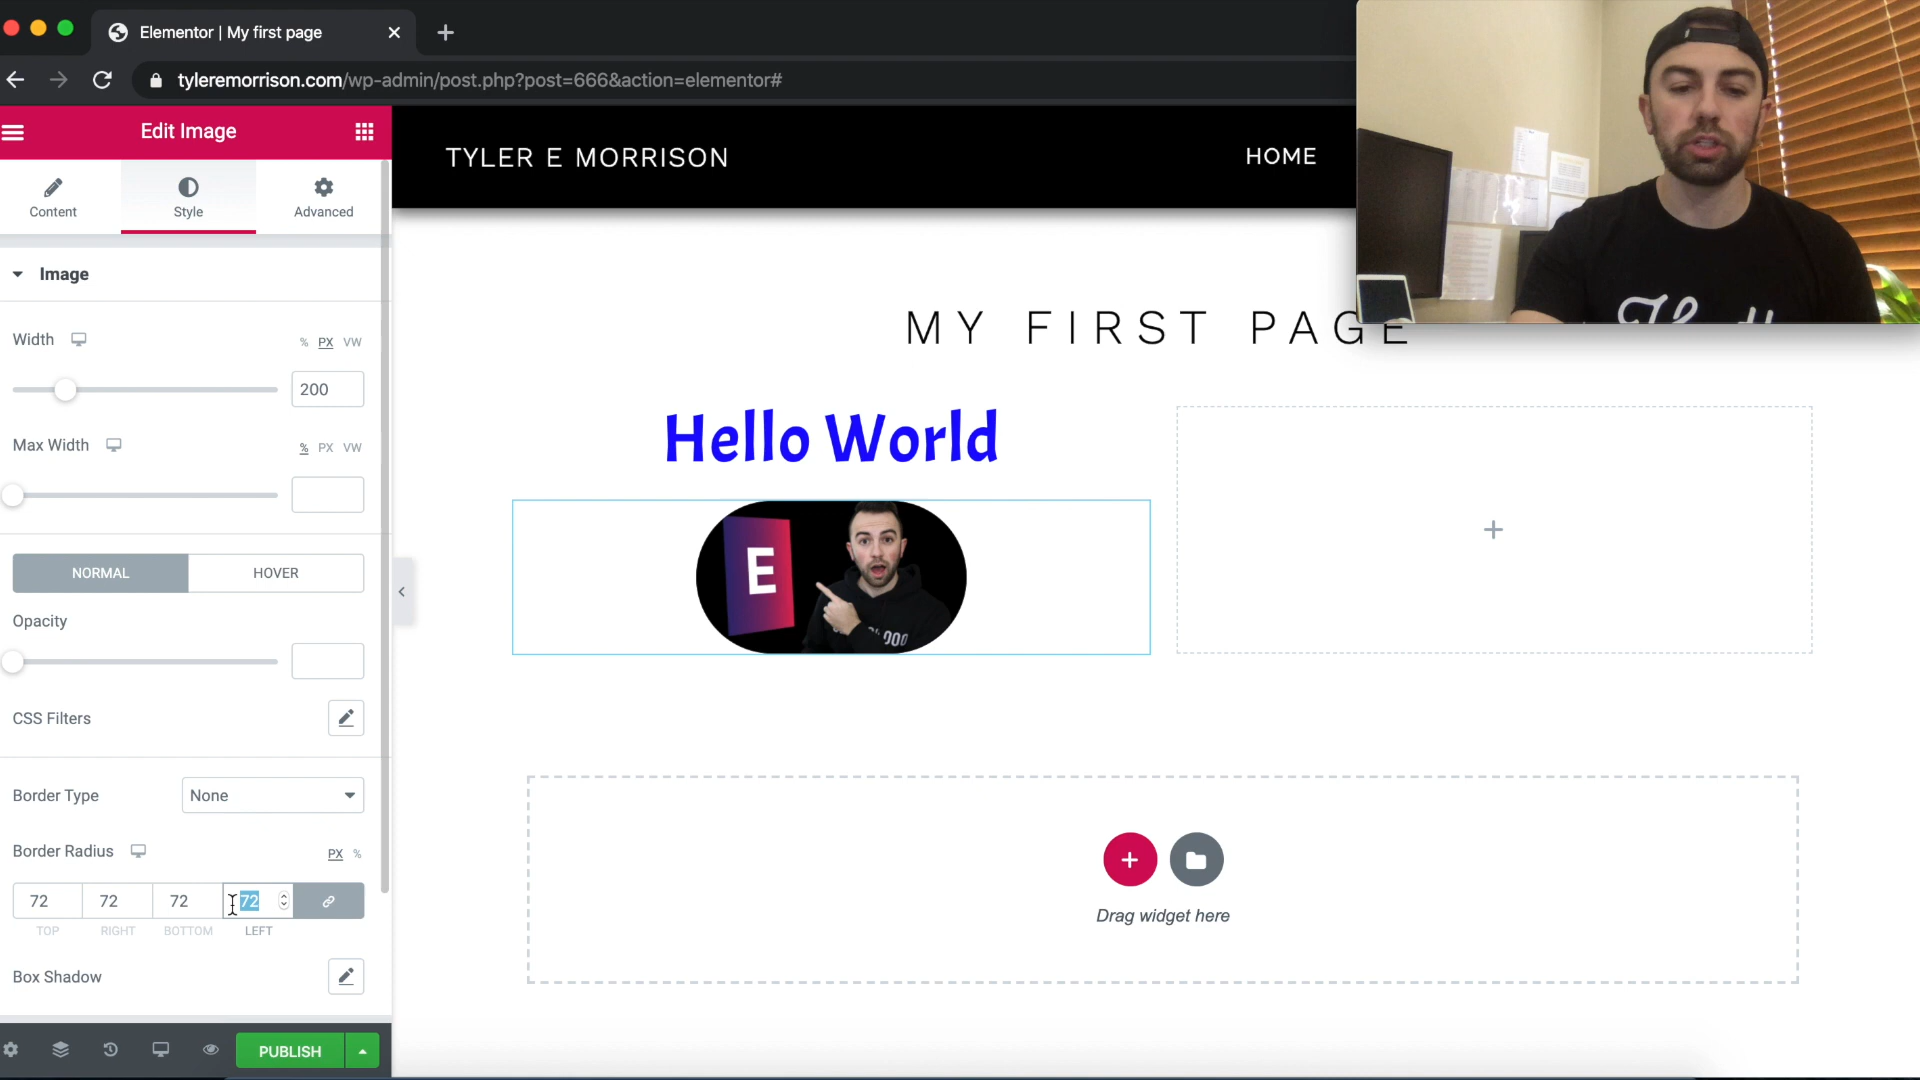 Elementor | My first page
tyleremorrison.com/wp-admin/post.php?post=666&action=elementor#
Edit Image
Content
Style
Advanced
Image
Width
% PX VW
200
Max Width
% PX VW
NORMAL
HOVER
Opacity
CSS Filters
Border Type
None
Border Radius
PX %
72 72 72 72
TOP RIGHT BOTTOM LEFT
Box Shadow
PUBLISH
TYLER E MORRISON
HOME
MY FIRST PAGE
Hello World
E
Drag widget here